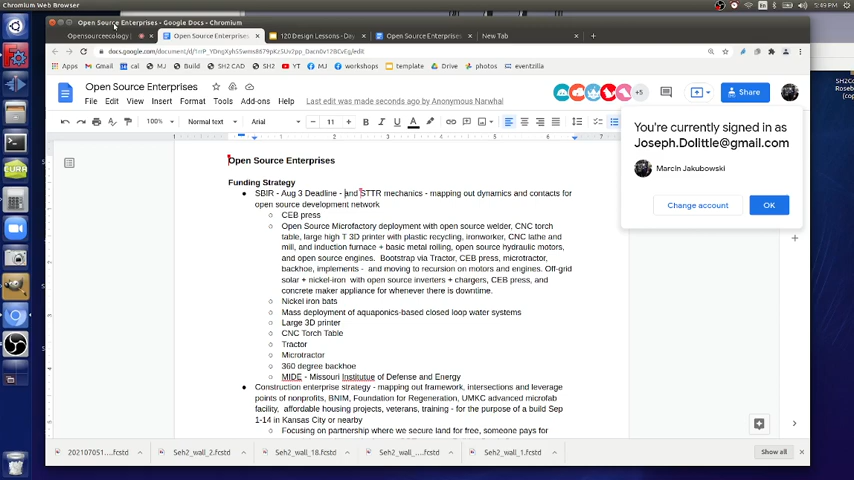 Chromium Web Browser
5:49 PM
Open Source Enterprises - Google Docs - Chromium
Opensourceecology
Open Source Enterprises
120 Design Lessons - Da
Open Source Enterprises
New Tab
Apps
Gmail
cal
MJ
Build
SH2 CAD
SH2
MJ
workshops
template
Drive
photos
eventzilla
Open Source Enterprises
File Edit View Insert Format Tools Add-ons Help
Last edit was made seconds ago by Anonymous Narwhal
+5
Share
100%
Normal text
Arial
11
You're currently signed in as
Joseph.Dolittle@gmail.com
Marcin Jakubowski
Change account
OK
Open Source Enterprises
Funding Strategy
SBIR - Aug 3 Deadline - and STTR mechanics - mapping out dynamics and contacts for
open source development network
CEB press
Open Source Microfactory deployment with open source welder, CNC torch
table, large high T 3D printer with plastic recycling, ironworker, CNC lathe and
mill, and induction furnace + basic metal rolling, open source hydraulic motors,
and open source engines. Bootstrap via Tractor, CEB press, microtractor,
backhoe, implements - and moving to recursion on motors and engines. Off-grid
solar + nickel-iron with open source inverters + chargers, CEB press, and
concrete maker appliance for whenever there is downtime.
Nickel iron bats
Mass deployment of aquaponics-based closed loop water systems
Large 3D printer
CNC Torch Table
Tractor
Microtractor
360 degree backhoe
MIDE - Missouri Institutue of Defense and Energy
Construction enterprise strategy - mapping out framework, intersections and leverage
points of nonprofits, BNIM, Foundation for Regeneration, UMKC advanced microfab
facility, affordable housing projects, veterans, training - for the purpose of a build Sep
1-14 in Kansas City or nearby
Focusing on partnership where we secure land for free, someone pays for
202107051....fcstd
Seh2_wall_2.fcstd
Seh2_wall_18.fcstd
Seh2_wall_....fcstd
Seh2_wall_1.fcstd
Show all
CURA